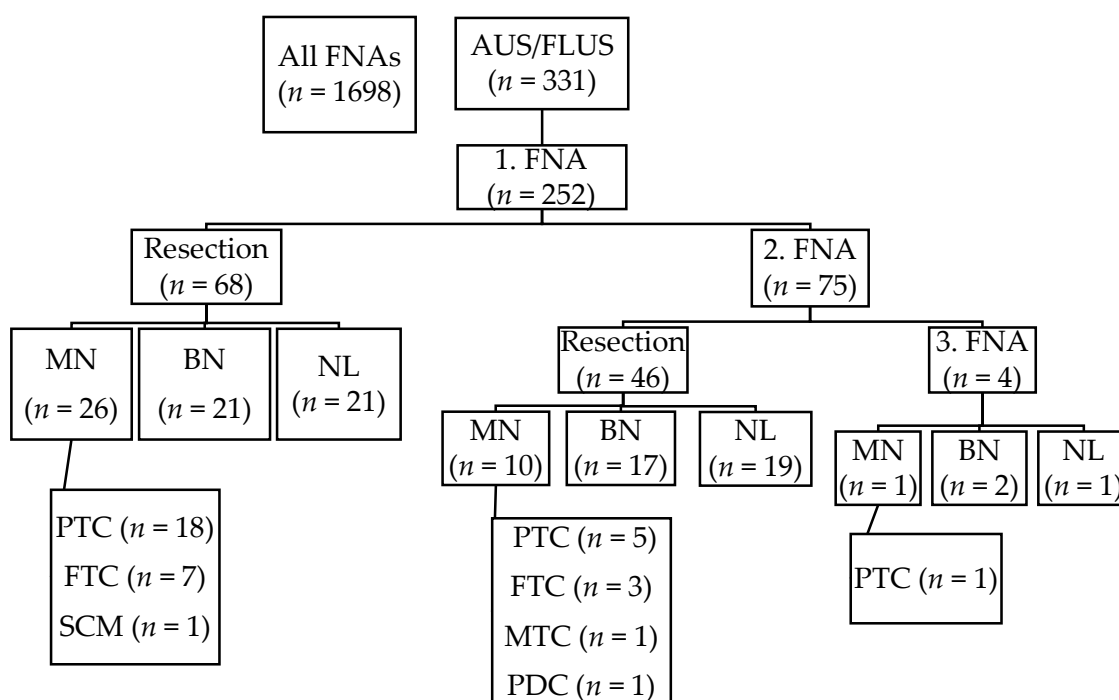 All FNAs
(n = 1698)
AUS/FLUS
(n = 331)
1. FNA
(n = 252)
Resection
(n = 68)
2. FNA
(n = 75)
MN
(n = 26)
BN
(n = 21)
NL
(n = 21)
Resection
(n = 46)
3. FNA
(n = 4)
MN
(n = 10)
BN
(n = 17)
NL
(n = 19)
MN
(n = 1)
BN
(n = 2)
NL
(n = 1)
PTC (n = 18)
FTC (n = 7)
SCM (n = 1)
PTC (n = 5)
FTC (n = 3)
MTC (n = 1)
PDC (n = 1)
PTC (n = 1)